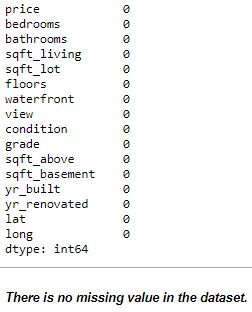 price 0
bedrooms 0
bathrooms 0
sqft_living 0
sqft_lot 0
floors 0
waterfront 0
view 0
condition 0
grade 0
sqft_above 0
sqft_basement 0
yr_built 0
yr_renovated 0
lat 0
long 0
dtype: int64
There is no missing value in the dataset.